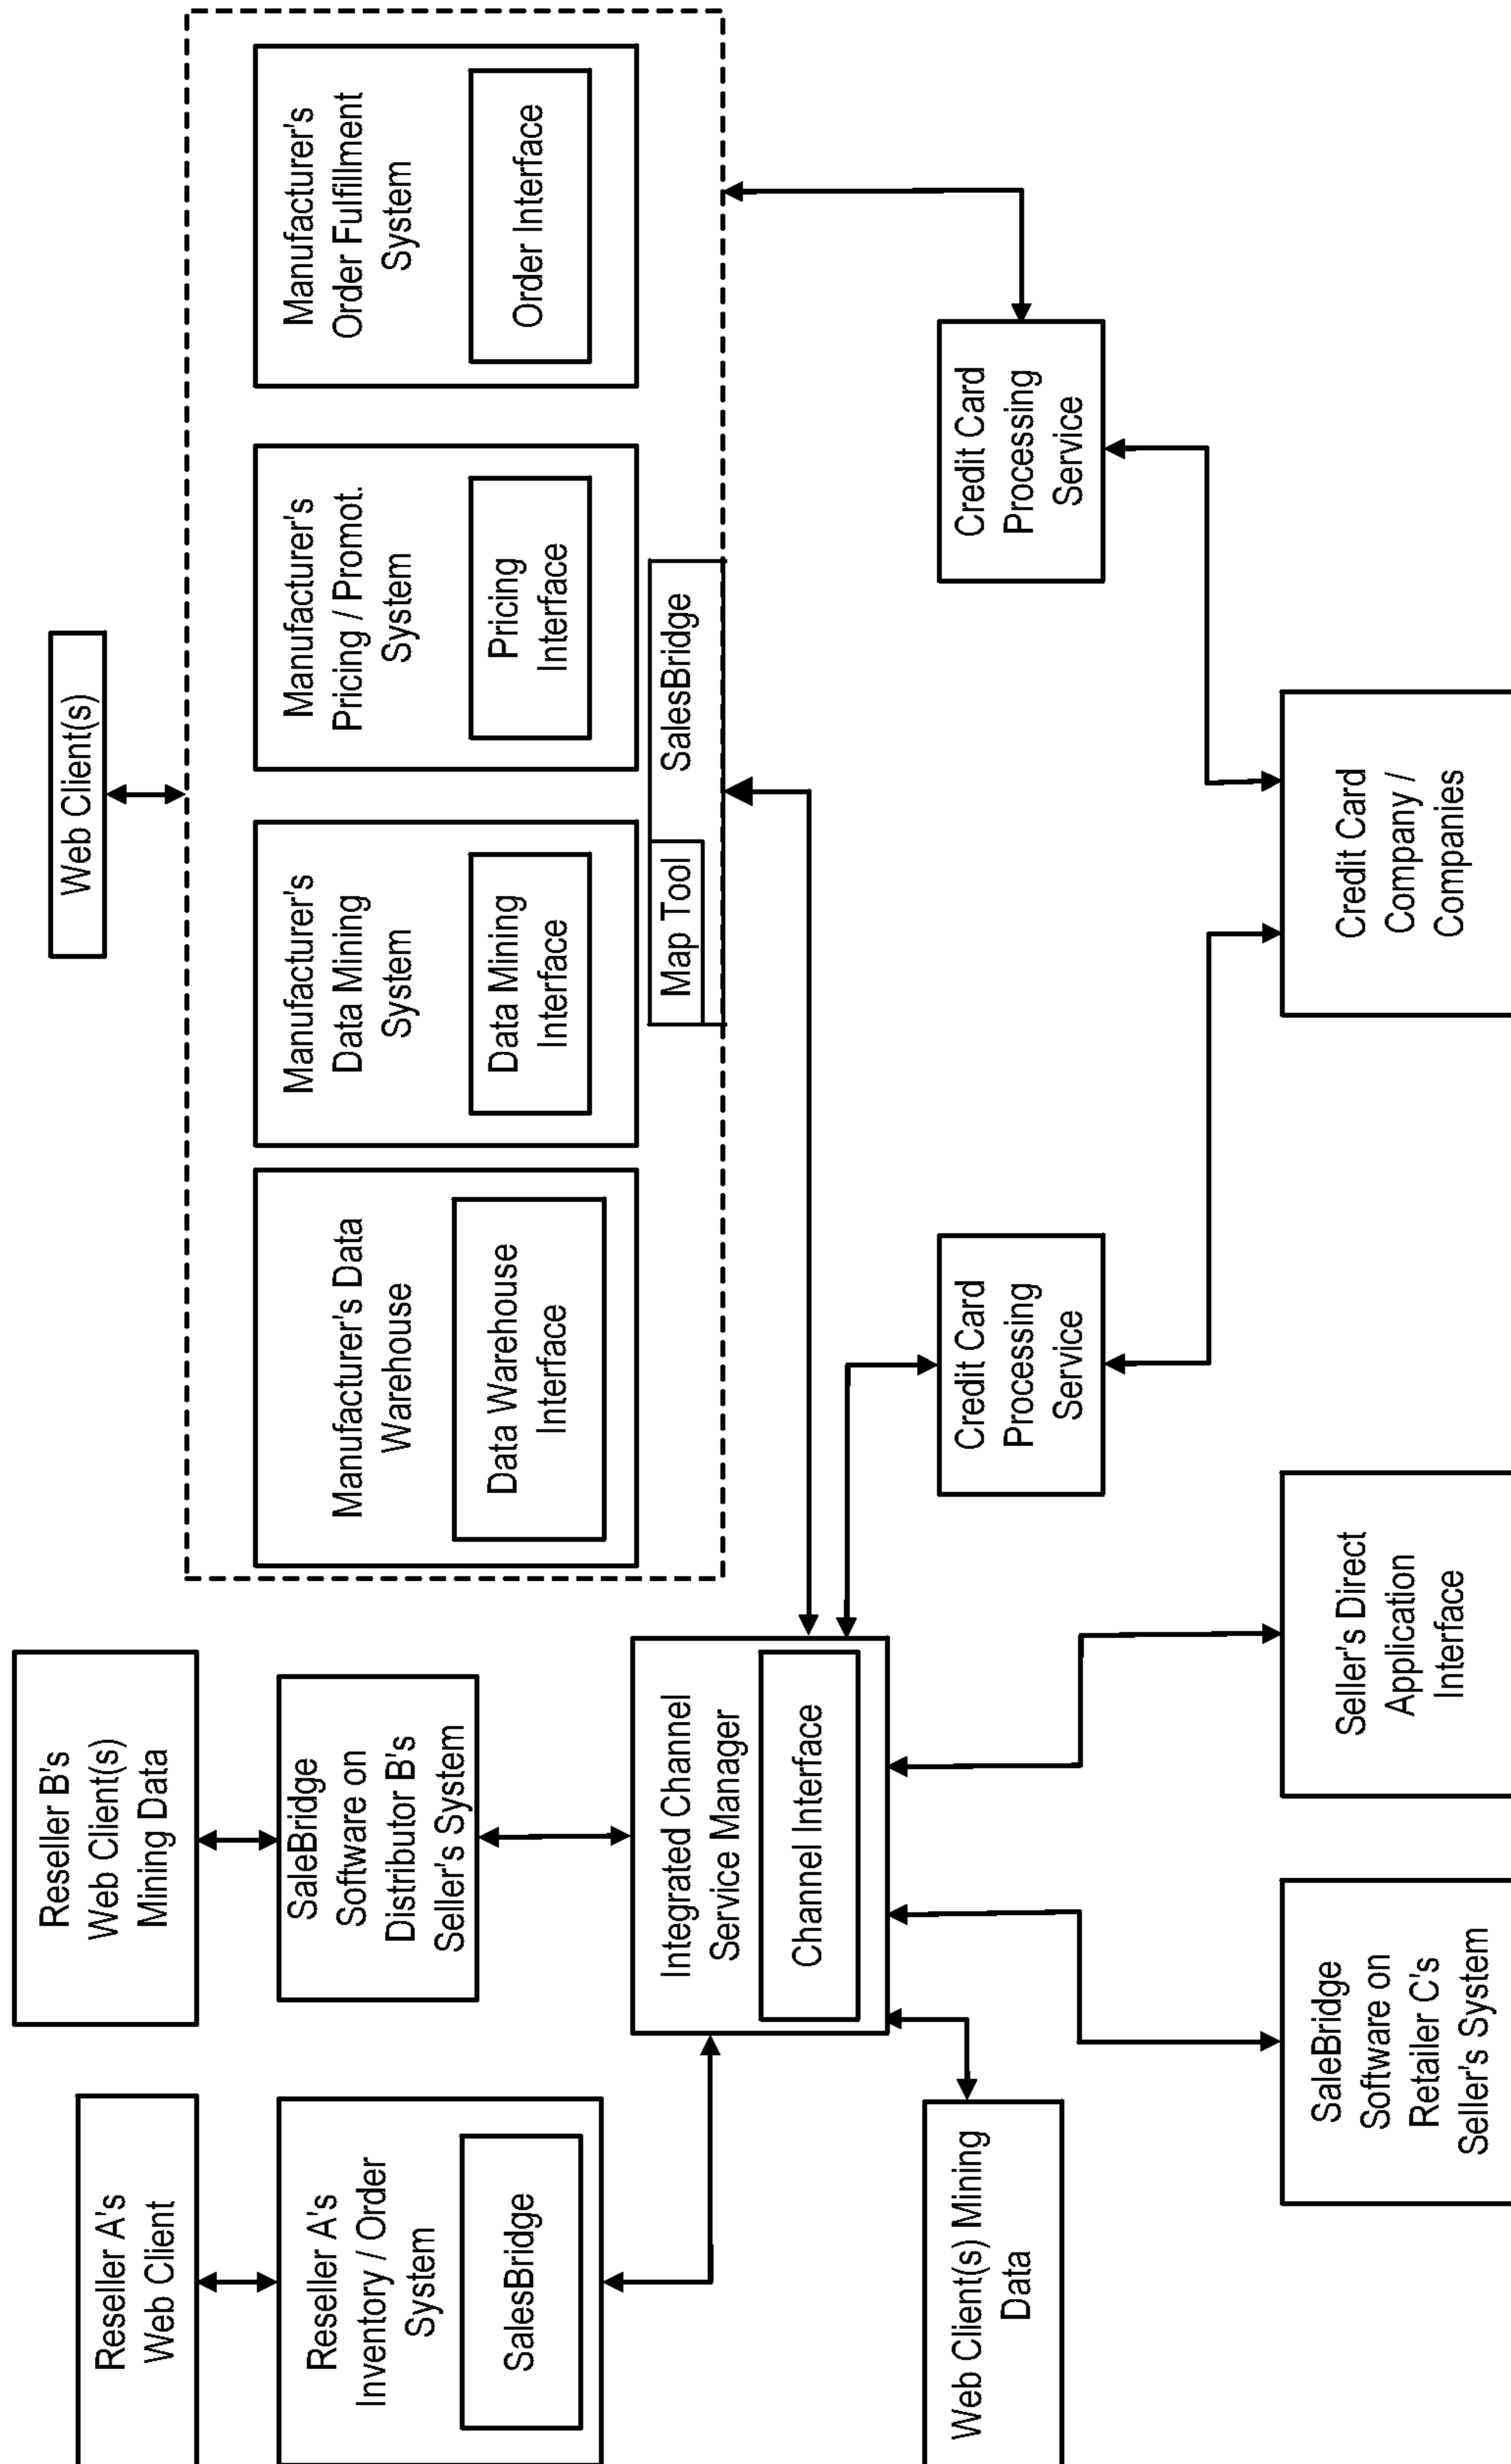 Reseller A's
Web Client
Reseller B's
Web Client(s)
Mining Data
Web Client(s)
Reseller A's
Inventory / Order
System
SalesBridge
SaleBridge
Software on
Distributor B's
Seller's System
Manufacturer's Data
Warehouse
Data Warehouse
Interface
Manufacturer's
Data Mining
System
Data Mining
Interface
Manufacturer's
Pricing / Promot.
System
Pricing
Interface
Manufacturer's
Order Fulfillment
System
Order Interface
Map Tool
SalesBridge
Integrated Channel
Service Manager
Channel Interface
Web Client(s) Mining
Data
Credit Card
Processing
Service
Credit Card
Processing
Service
SaleBridge
Software on
Retailer C's
Seller's System
Seller's Direct
Application
Interface
Credit Card
Company /
Companies